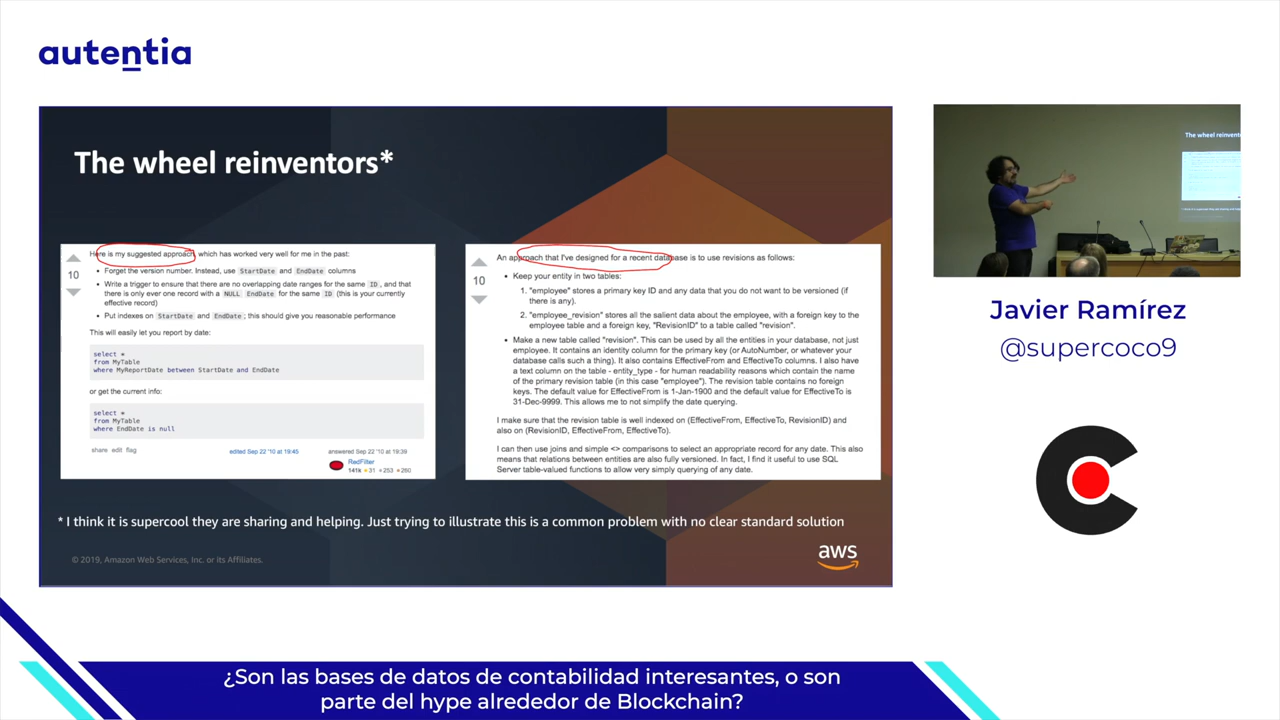 autentia
The wheel reinventors*
Here is my suggested approach, which has worked very well for me in the past:
10
• Forget the version number. Instead, use StartDate and EndDate columns
• Write a trigger to ensure that there are no overlapping date ranges for the same ID, and that
there is only ever one record with a NULL EndDate for the same ID (this is your currently
effective record)
• Put indexes on StartDate and EndDate; this should give you reasonable performance
This will easily let you report by date:
select *
from MyTable
where MyReportDate between StartDate and EndDate
or get the current info:
select *
from MyTable
where EndDate is null
share edit flag
edited Sep 22 '10 at 19:45
answered Sep 22 '10 at 19:39
RedFilter
141k 31 253 260
An approach that I've designed for a recent database is to use revisions as follows:
10
• Keep your entity in two tables:
1. "employee" stores a primary key ID and any data that you do not want to be versioned (if
there is any).
2. "employee_revision" stores all the salient data about the employee, with a foreign key to the
employee table and a foreign key, "RevisionID" to a table called "revision".
• Make a new table called "revision". This can be used by all the entities in your database, not just
employee. It contains an identity column for the primary key (or AutoNumber, or whatever your
database calls such a thing). It also contains EffectiveFrom and EffectiveTo columns. I also have
a text column on the table - entity_type - for human readability reasons which contains the name
of the primary revision table (in this case "employee"). The revision table contains no foreign
keys. The default value for EffectiveFrom is 1-Jan-1900 and the default value for EffectiveTo is
31-Dec-9999. This allows me to not simplify the date querying.
I make sure that the revision table is well indexed on (EffectiveFrom, EffectiveTo, RevisionID) and
also on (RevisionID, EffectiveFrom, EffectiveTo).
I can then use joins and simple <> comparisons to select an appropriate record for any date. This also
means that relations between entities are also fully versioned. In fact, I find it useful to use SQL
Server table-valued functions to allow very simply querying of any date.
* I think it is supercool they are sharing and helping. Just trying to illustrate this is a common problem with no clear standard solution
© 2019, Amazon Web Services, Inc. or its Affiliates.
aws
The wheel reinvent
Javier Ramírez
@supercoco9
¿Son las bases de datos de contabilidad interesantes, o son
parte del hype alrededor de Blockchain?